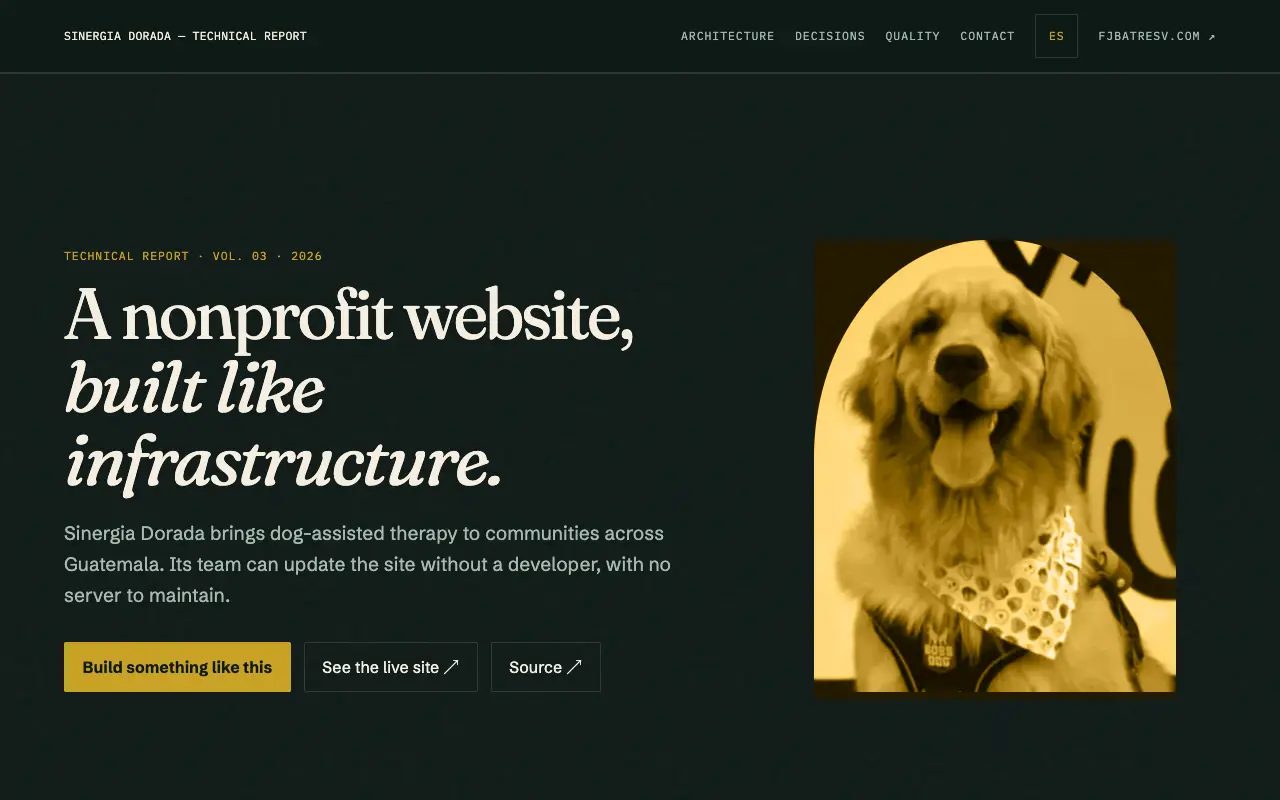 SINERGIA DORADA — TECHNICAL REPORT
ARCHITECTURE DECISIONS QUALITY CONTACT ES FJBATRESV.COM ↗
TECHNICAL REPORT · VOL. 03 · 2026
A nonprofit website,
built like
infrastructure.
Sinergia Dorada brings dog-assisted therapy to communities across
Guatemala. Its team can update the site without a developer, with no
server to maintain.
Build something like this
See the live site ↗
Source ↗